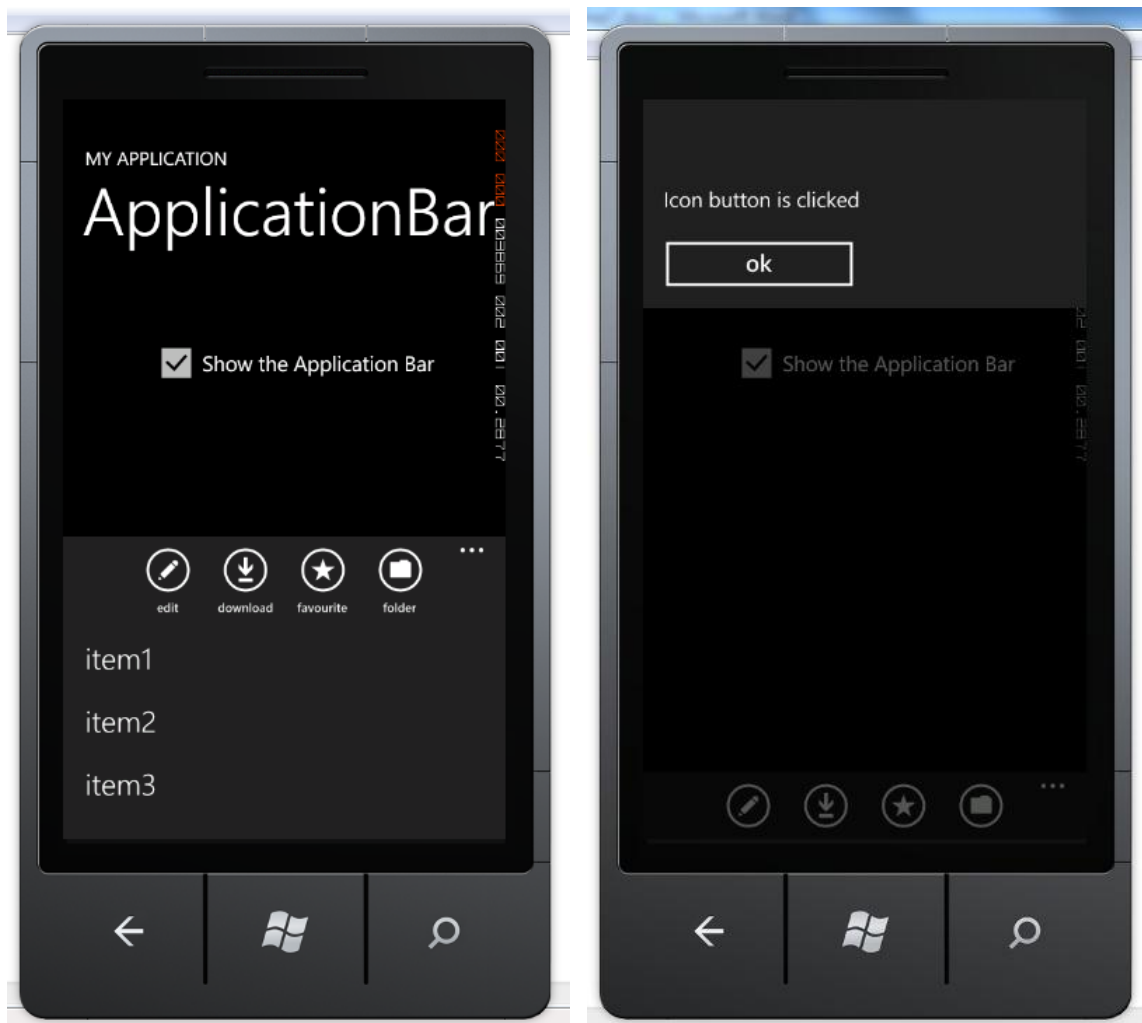 MY APPLICATION
ApplicationBar
Show the Application Bar
...
edit download favourite folder
item1
item2
item3
Icon button is clicked
ok
Show the Application Bar
...